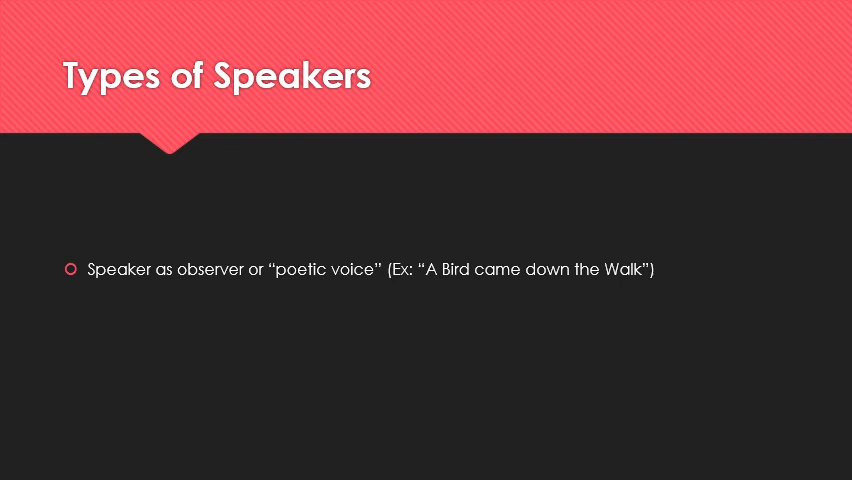 Types of Speakers
Speaker as observer or “poetic voice” (Ex: “A Bird came down the Walk”)